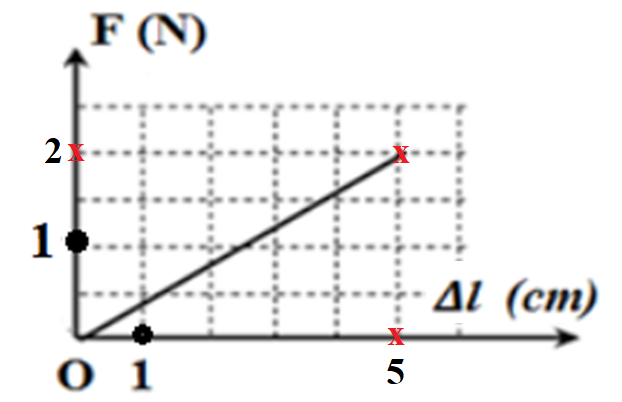 F (N)
2 x x
1
Δl (cm)
x
O 1 5